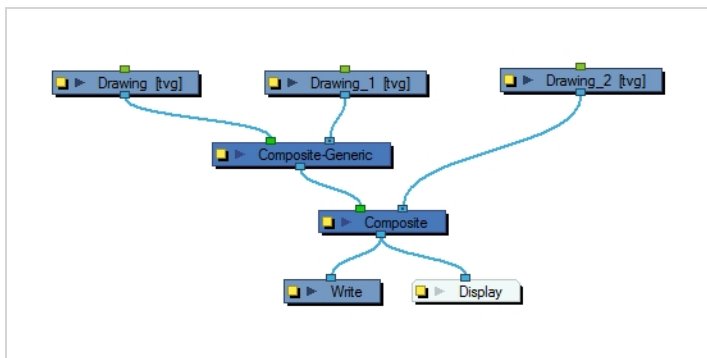 Drawing [tvg]
Drawing_1 [tvg]
Drawing_2 [tvg]
Composite-Generic
Composite
Write
Display